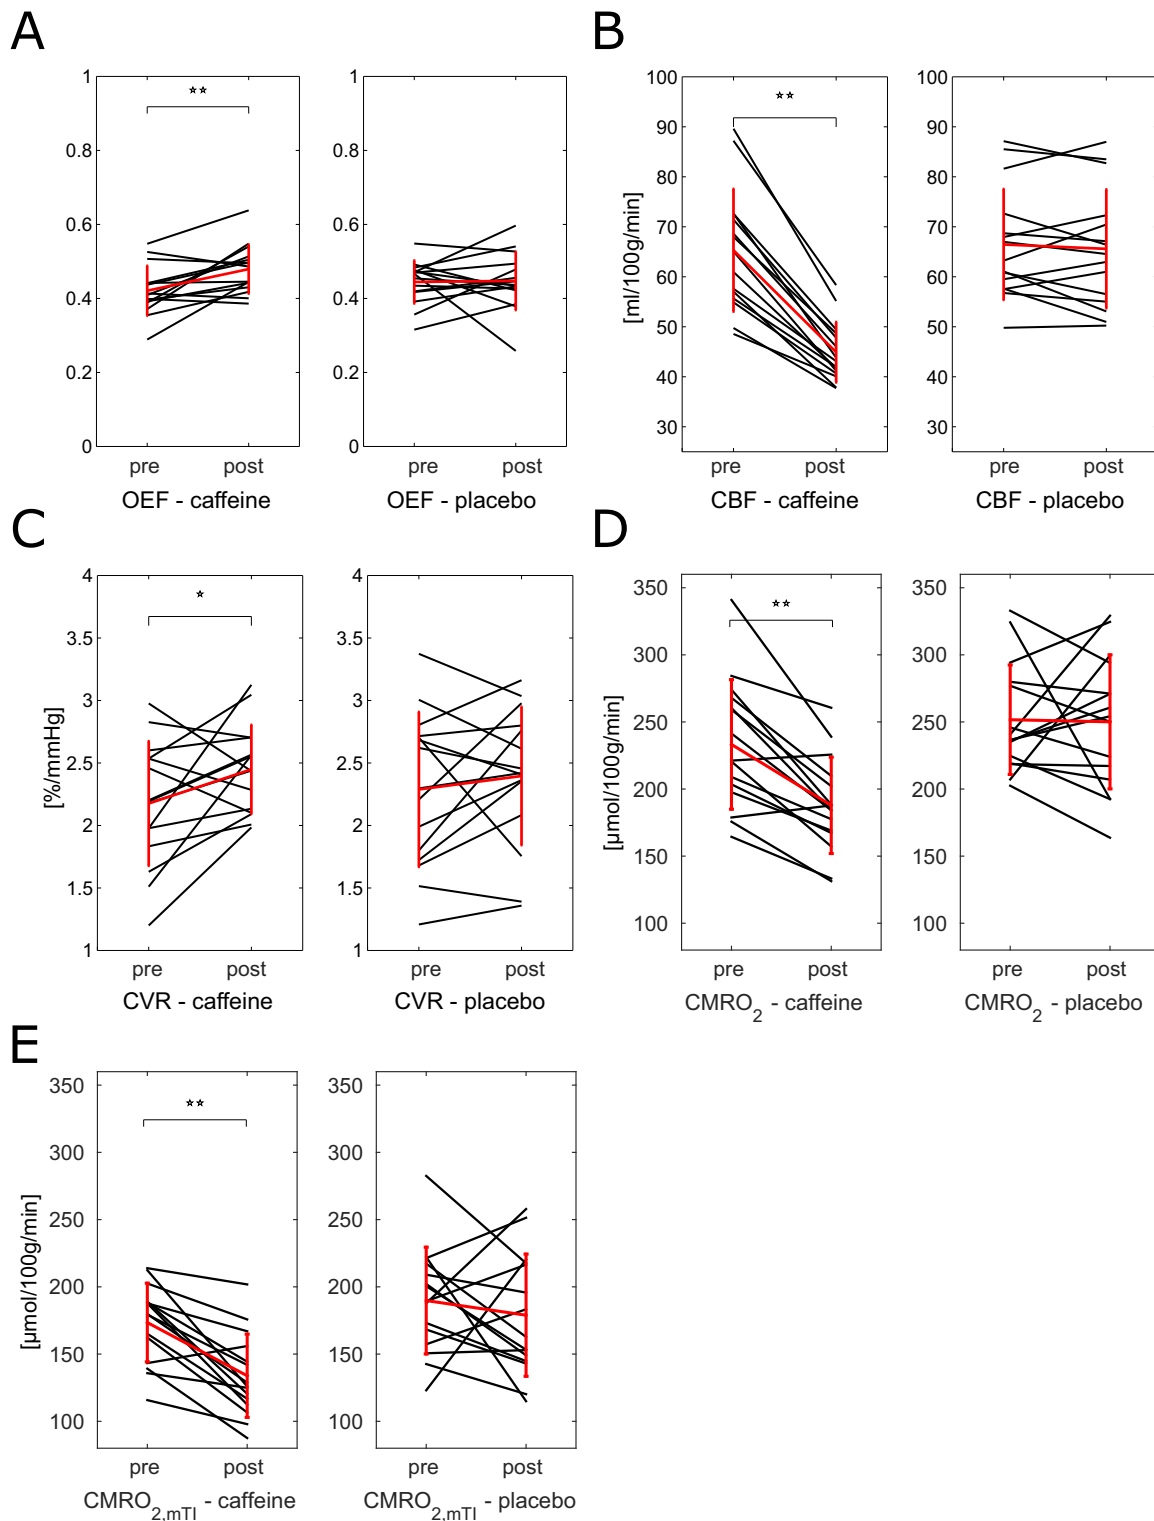 A
1
0.8
0.6
0.4
0.2
0
☆☆
pre post
OEF - caffeine
1
0.8
0.6
0.4
0.2
0
pre post
OEF - placebo
B
[ml/100g/min]
100
90
80
70
60
50
40
30
☆☆
pre post
CBF - caffeine
100
90
80
70
60
50
40
30
pre post
CBF - placebo
C
[%/mmHg]
4
3.5
3
2.5
2
1.5
1
☆
pre post
CVR - caffeine
4
3.5
3
2.5
2
1.5
1
pre post
CVR - placebo
D
[µmol/100g/min]
350
300
250
200
150
100
☆☆
pre post
CMRO2 - caffeine
350
300
250
200
150
100
pre post
CMRO2 - placebo
E
[µmol/100g/min]
350
300
250
200
150
100
☆☆
pre post
CMRO2,mTI - caffeine
350
300
250
200
150
100
pre post
CMRO2,mTI - placebo